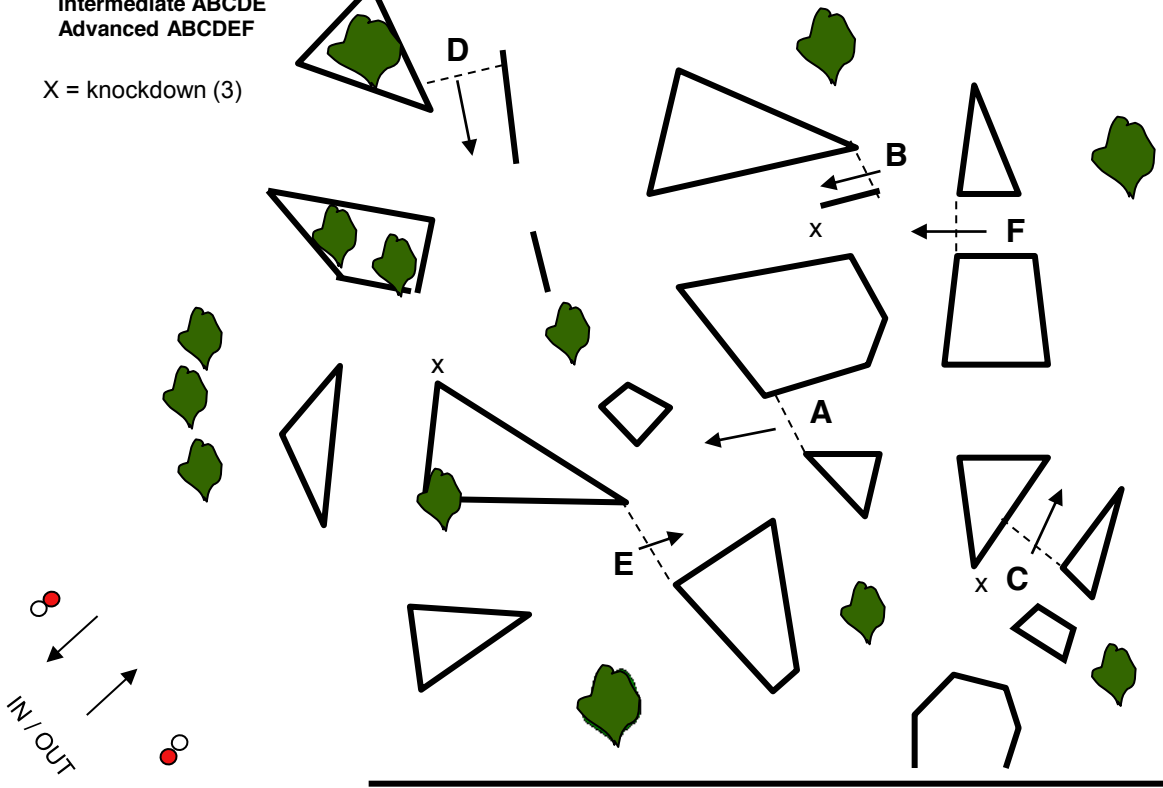 Intermediate ABCDE
Advanced ABCDEF
X = knockdown (3)
D
B
x
F
x
A
E
x C
IN / OUT